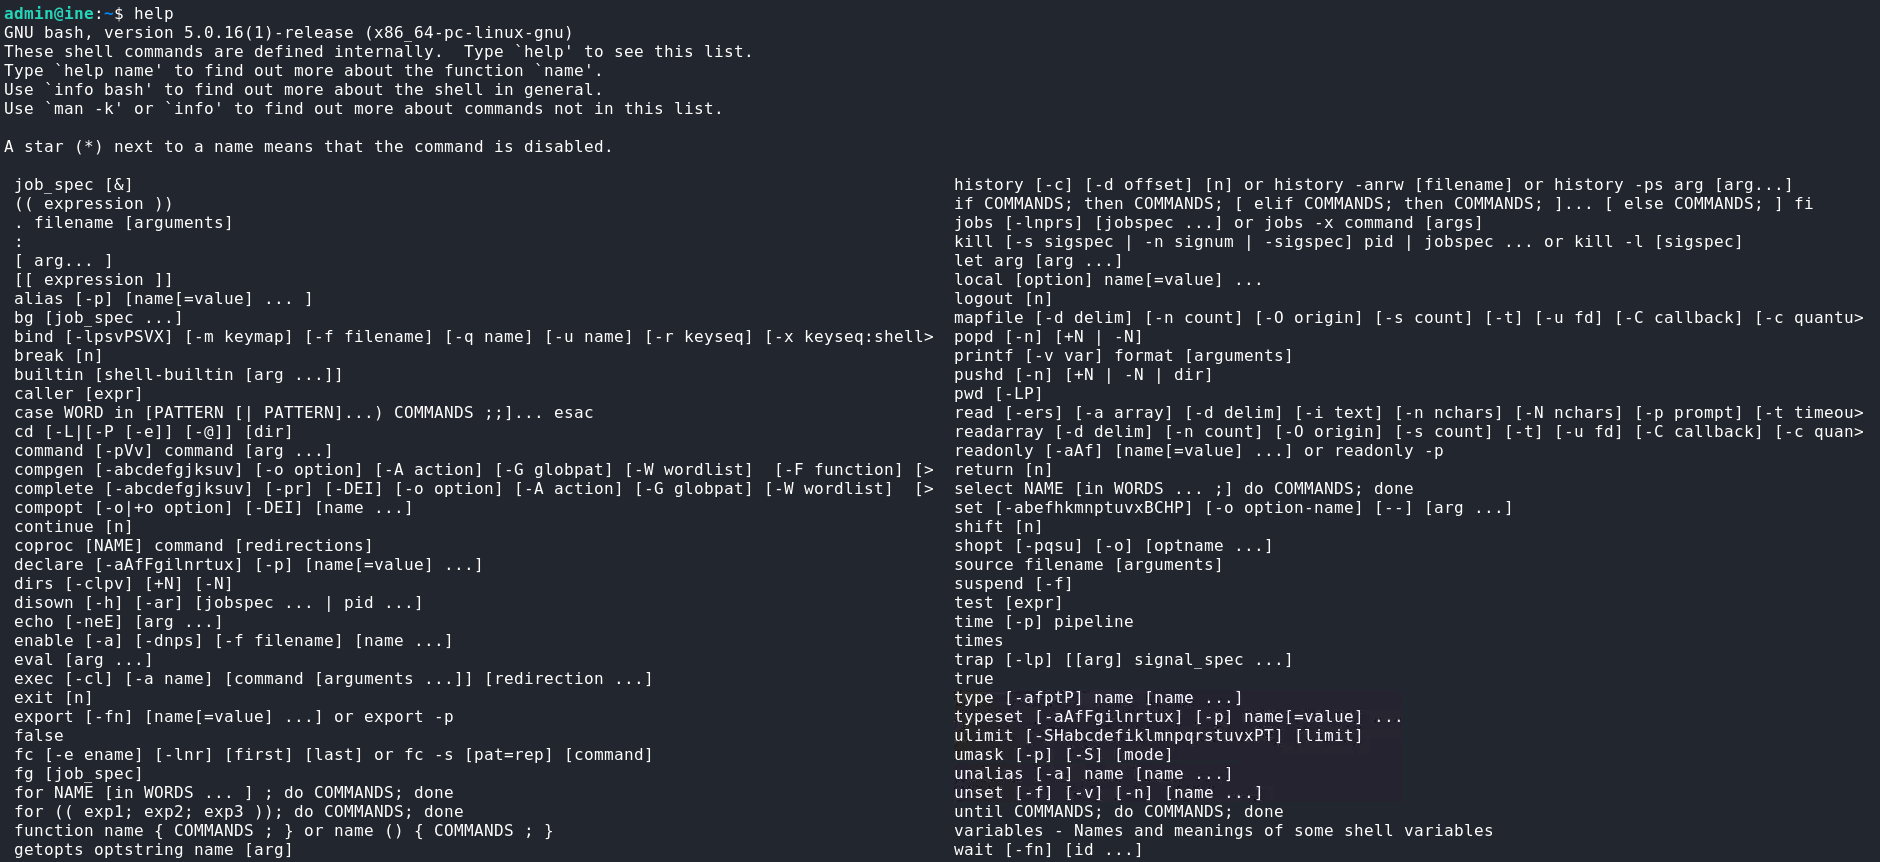 admin@ine:~$ help
GNU bash, version 5.0.16(1)-release (x86_64-pc-linux-gnu)
These shell commands are defined internally.  Type `help' to see this list.
Type `help name' to find out more about the function `name'.
Use `info bash' to find out more about the shell in general.
Use `man -k' or `info' to find out more about commands not in this list.
A star (*) next to a name means that the command is disabled.
job_spec [&]
(( expression ))
. filename [arguments]
:
[ arg... ]
[[ expression ]]
alias [-p] [name[=value] ... ]
bg [job_spec ...]
bind [-lpsvPSVX] [-m keymap] [-f filename] [-q name] [-u name] [-r keyseq] [-x keyseq:shell>
break [n]
builtin [shell-builtin [arg ...]]
caller [expr]
case WORD in [PATTERN [| PATTERN]...) COMMANDS ;;]... esac
cd [-L|[-P [-e]] [-@]] [dir]
command [-pVv] command [arg ...]
compgen [-abcdefgjksuv] [-o option] [-A action] [-G globpat] [-W wordlist]  [-F function] [>
complete [-abcdefgjksuv] [-pr] [-DEI] [-o option] [-A action] [-G globpat] [-W wordlist]  [>
compopt [-o|+o option] [-DEI] [name ...]
continue [n]
coproc [NAME] command [redirections]
declare [-aAfFgilnrtux] [-p] [name[=value] ...]
dirs [-clpv] [+N] [-N]
disown [-h] [-ar] [jobspec ... | pid ...]
echo [-neE] [arg ...]
enable [-a] [-dnps] [-f filename] [name ...]
eval [arg ...]
exec [-cl] [-a name] [command [arguments ...]] [redirection ...]
exit [n]
export [-fn] [name[=value] ...] or export -p
false
fc [-e ename] [-lnr] [first] [last] or fc -s [pat=rep] [command]
fg [job_spec]
for NAME [in WORDS ... ] ; do COMMANDS; done
for (( exp1; exp2; exp3 )); do COMMANDS; done
function name { COMMANDS ; } or name () { COMMANDS ; }
getopts optstring name [arg]
history [-c] [-d offset] [n] or history -anrw [filename] or history -ps arg [arg...]
if COMMANDS; then COMMANDS; [ elif COMMANDS; then COMMANDS; ]... [ else COMMANDS; ] fi
jobs [-lnprs] [jobspec ...] or jobs -x command [args]
kill [-s sigspec | -n signum | -sigspec] pid | jobspec ... or kill -l [sigspec]
let arg [arg ...]
local [option] name[=value] ...
logout [n]
mapfile [-d delim] [-n count] [-O origin] [-s count] [-t] [-u fd] [-C callback] [-c quantu>
popd [-n] [+N | -N]
printf [-v var] format [arguments]
pushd [-n] [+N | -N | dir]
pwd [-LP]
read [-ers] [-a array] [-d delim] [-i text] [-n nchars] [-N nchars] [-p prompt] [-t timeou>
readarray [-d delim] [-n count] [-O origin] [-s count] [-t] [-u fd] [-C callback] [-c quan>
readonly [-aAf] [name[=value] ...] or readonly -p
return [n]
select NAME [in WORDS ... ;] do COMMANDS; done
set [-abefhkmnptuvxBCHP] [-o option-name] [--] [arg ...]
shift [n]
shopt [-pqsu] [-o] [optname ...]
source filename [arguments]
suspend [-f]
test [expr]
time [-p] pipeline
times
trap [-lp] [[arg] signal_spec ...]
true
type [-afptP] name [name ...]
typeset [-aAfFgilnrtux] [-p] name[=value] ...
ulimit [-SHabcdefiklmnpqrstuvxPT] [limit]
umask [-p] [-S] [mode]
unalias [-a] name [name ...]
unset [-f] [-v] [-n] [name ...]
until COMMANDS; do COMMANDS; done
variables - Names and meanings of some shell variables
wait [-fn] [id ...]